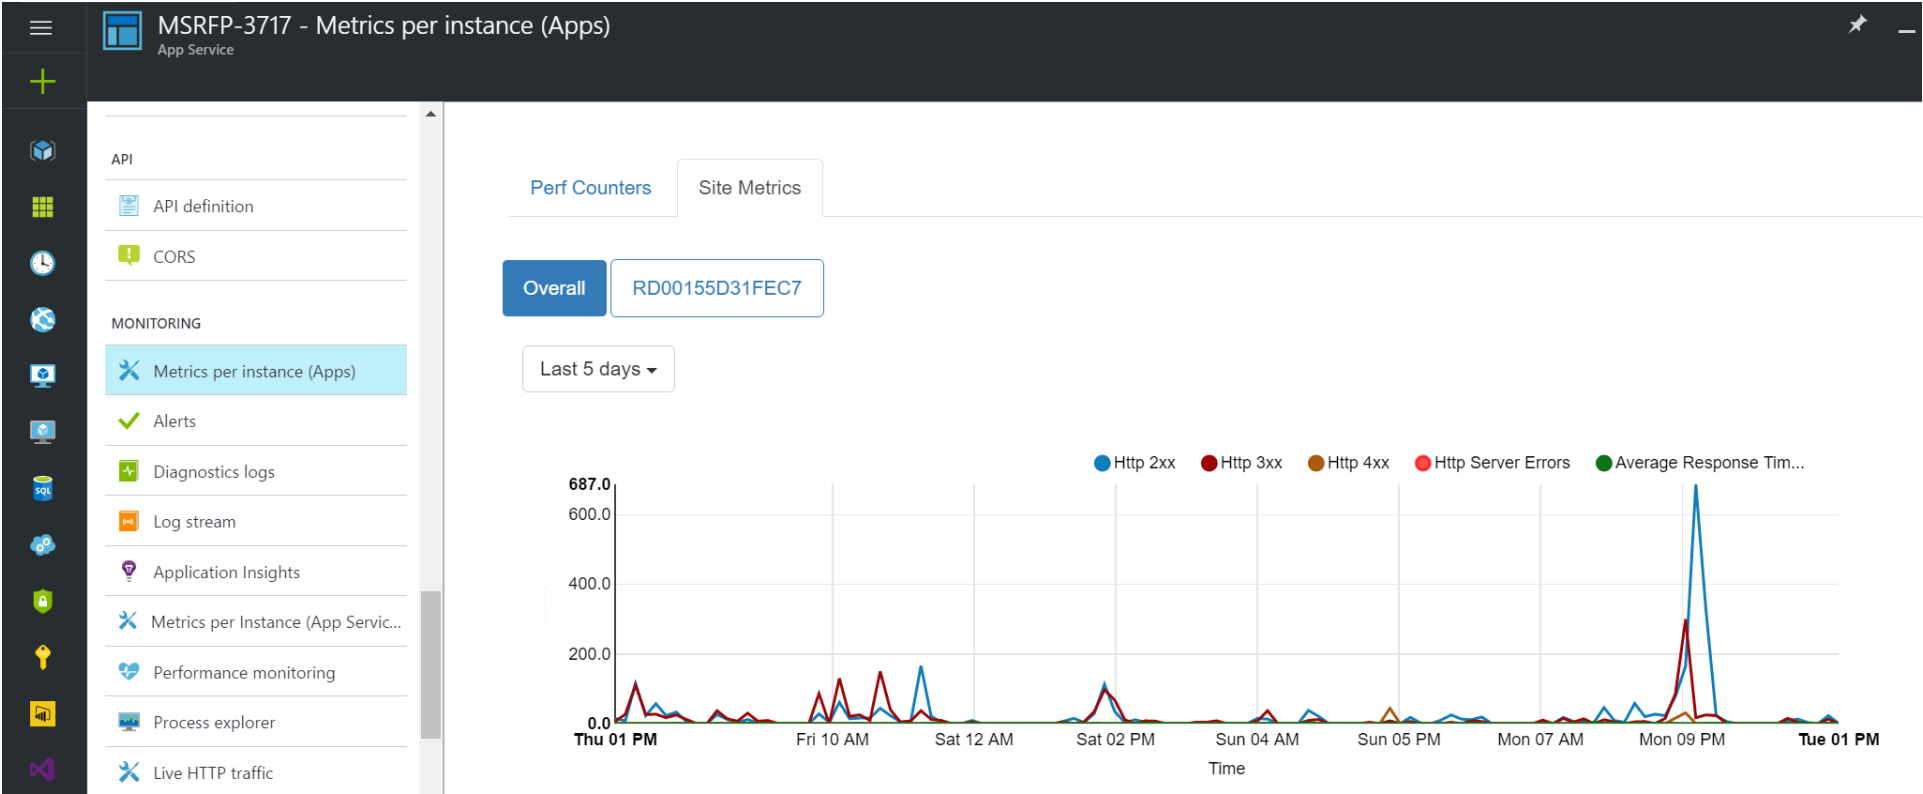 MSRFP-3717 - Metrics per instance (Apps)
App Service
API
API definition
CORS
MONITORING
Metrics per instance (Apps)
Alerts
Diagnostics logs
Log stream
Application Insights
Metrics per Instance (App Servic...
Performance monitoring
Process explorer
Live HTTP traffic
SQL
Perf Counters
Site Metrics
Overall
RD00155D31FEC7
Last 5 days
Http 2xx
Http 3xx
Http 4xx
Http Server Errors
Average Response Tim...
687.0
600.0
400.0
200.0
0.0
Thu 01 PM
Fri 10 AM
Sat 12 AM
Sat 02 PM
Sun 04 AM
Sun 05 PM
Mon 07 AM
Mon 09 PM
Tue 01 PM
Time